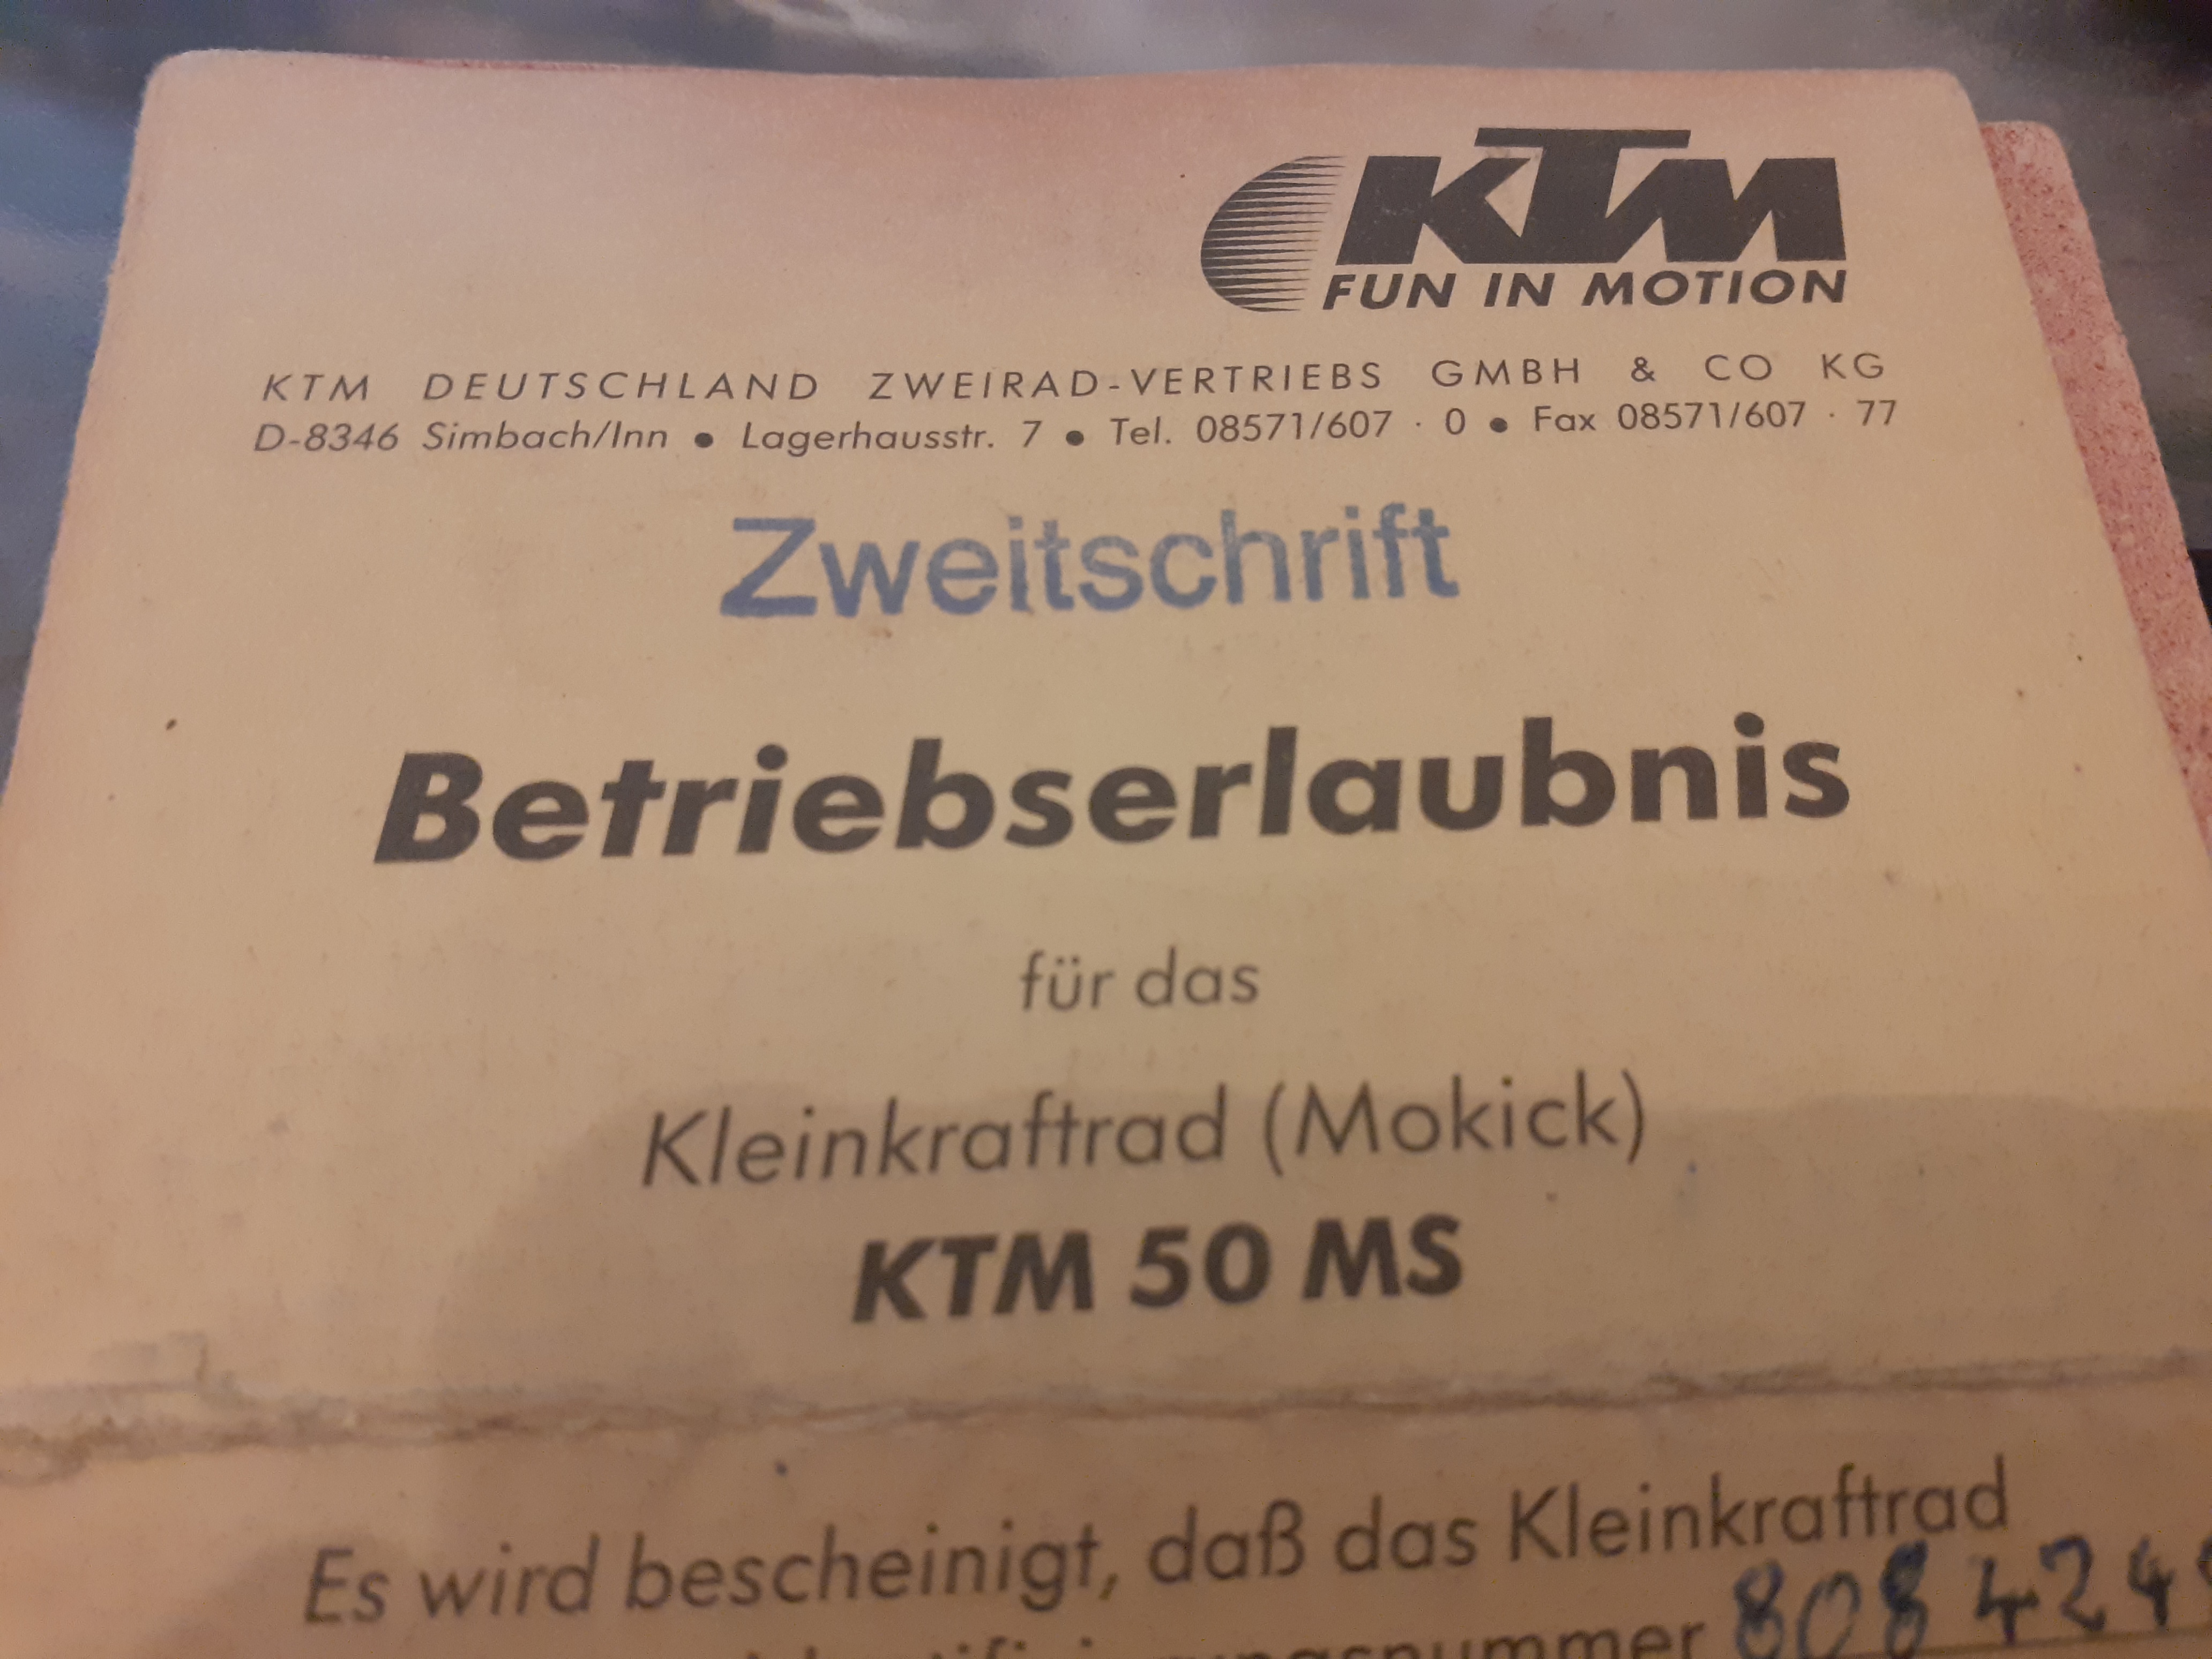 KTM
FUN IN MOTION
KTM DEUTSCHLAND ZWEIRAD-VERTRIEBS GMBH & CO KG
D-8346 Simbach/Inn • Lagerhausstr. 7 • Tel. 08571/607 · 0 • Fax 08571/607 · 77
Zweitschrift
Betriebserlaubnis
für das
Kleinkraftrad (Mokick)
KTM 50 MS
Es wird bescheinigt, daß das Kleinkraftrad